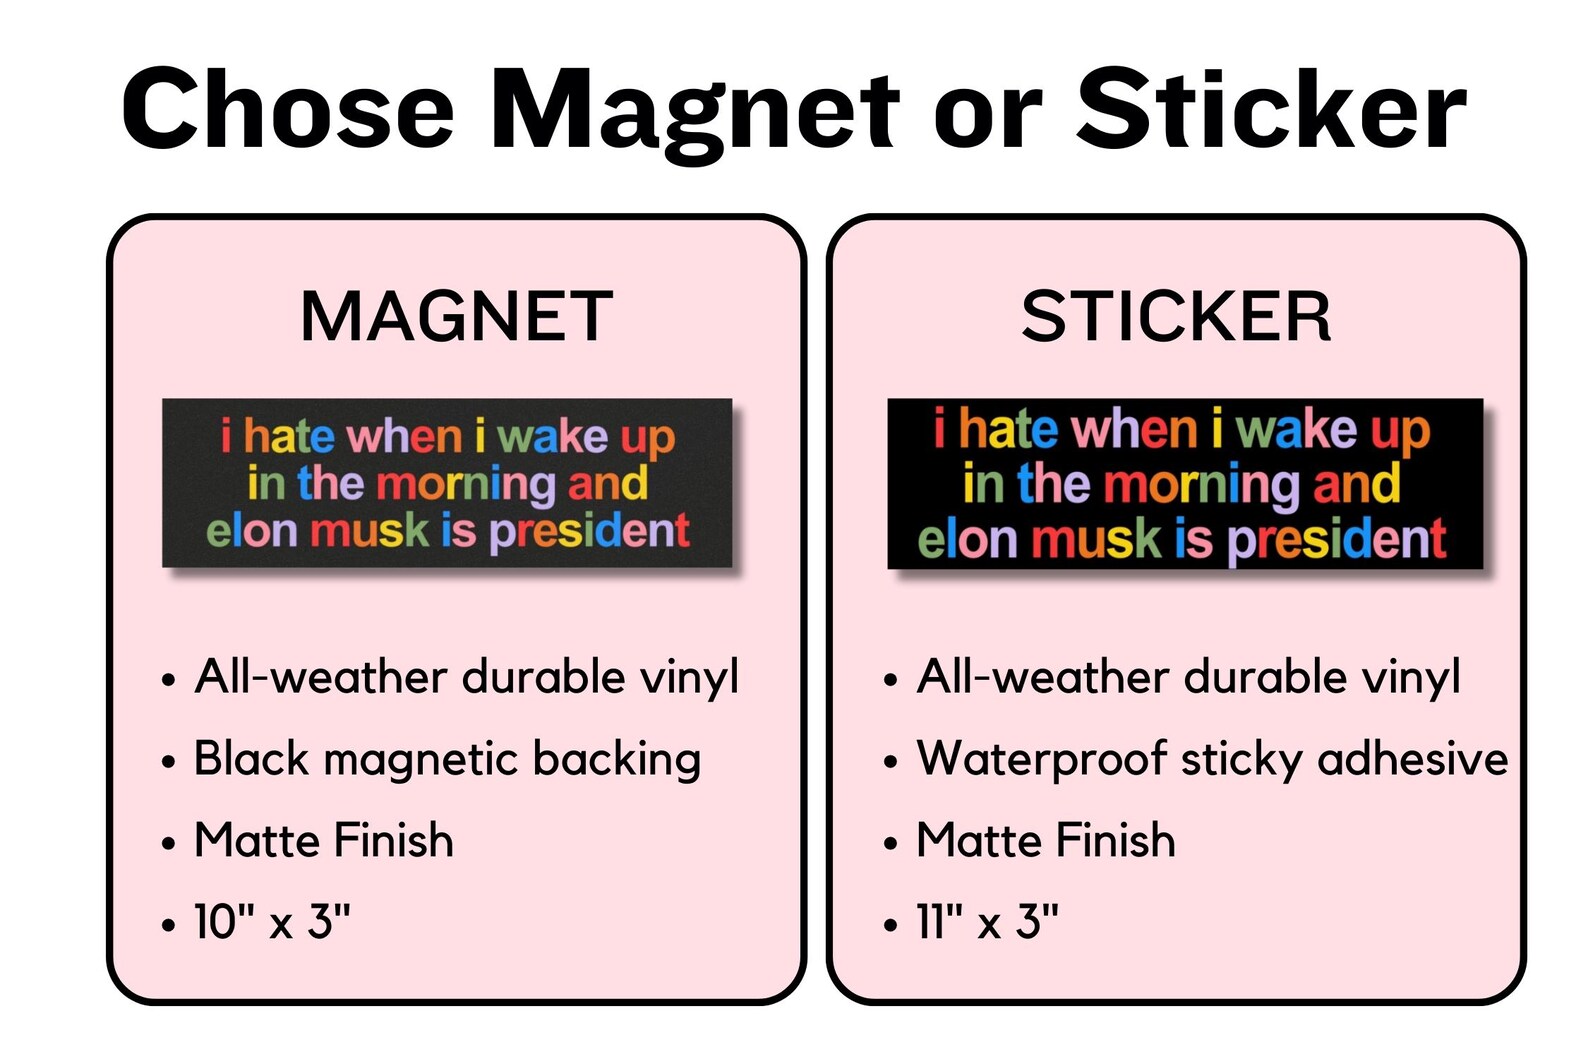 Chose Magnet or Sticker
MAGNET
i hate when i wake up
in the morning and
elon musk is president
• All-weather durable vinyl
• Black magnetic backing
• Matte Finish
• 10" x 3"
STICKER
i hate when i wake up
in the morning and
elon musk is president
• All-weather durable vinyl
• Waterproof sticky adhesive
• Matte Finish
• 11" x 3"